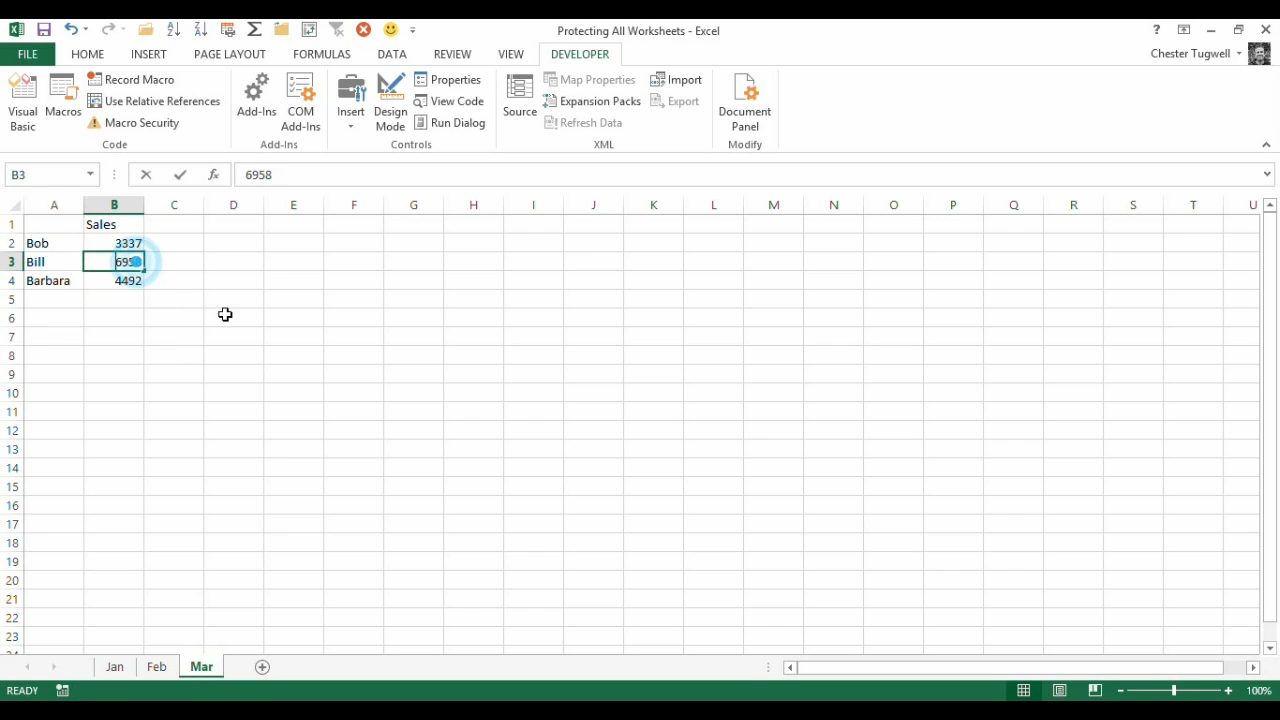 Protecting All Worksheets - Excel
?
FILE HOME INSERT PAGE LAYOUT FORMULAS DATA REVIEW VIEW DEVELOPER Chester Tugwell
Visual Basic
Macros
Record Macro
Use Relative References
Macro Security
Code
Add-Ins
COM Add-Ins
Add-Ins
Insert
Design Mode
Properties
View Code
Run Dialog
Controls
Source
Map Properties
Expansion Packs
Refresh Data
Import
Export
XML
Document Panel
Modify
B3 fx 6958
A B C D E F G H I J K L M N O P Q R S T U
1 Sales
2 Bob 3337
3 Bill 695
4 Barbara 4492
5
6
7
8
9
10
11
12
13
14
15
16
17
18
19
20
21
22
23
Jan Feb Mar
READY 100%